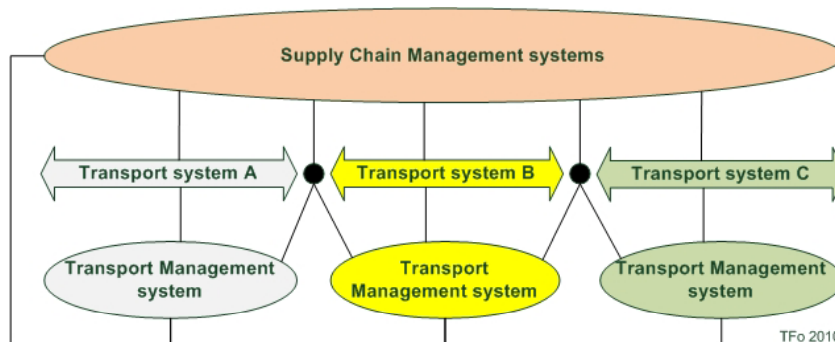 Supply Chain Management systems
Transport system A
Transport system B
Transport system C
Transport Management
system
Transport
Management system
Transport Management
system
TFo 2010